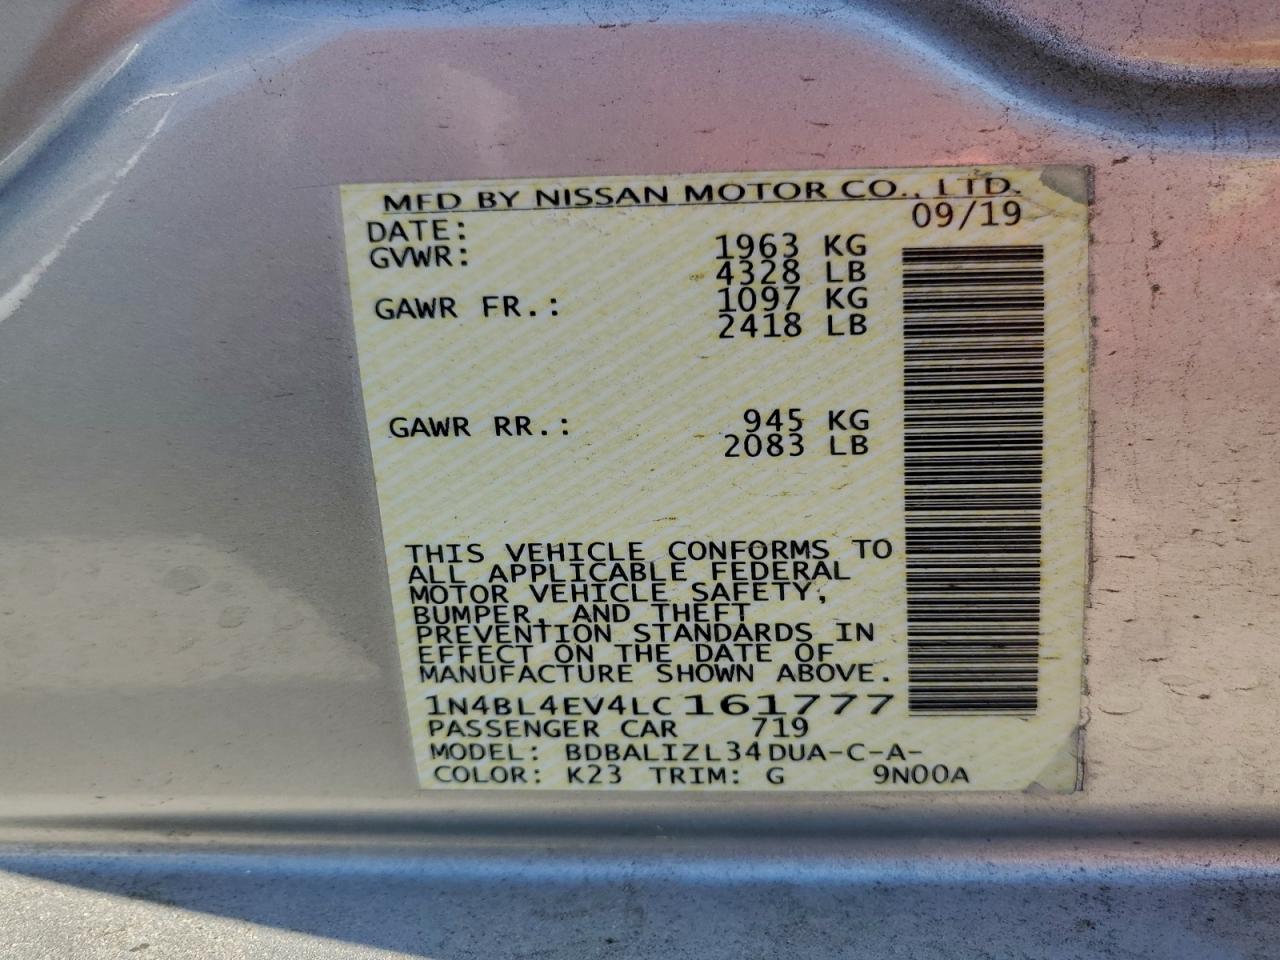 MFD BY NISSAN MOTOR CO., LTD.
DATE: 09/19
GVWR: 1963 KG
4328 LB
GAWR FR.: 1097 KG
2418 LB
GAWR RR.: 945 KG
2083 LB
THIS VEHICLE CONFORMS TO
ALL APPLICABLE FEDERAL
MOTOR VEHICLE SAFETY,
BUMPER, AND THEFT
PREVENTION STANDARDS IN
EFFECT ON THE DATE OF
MANUFACTURE SHOWN ABOVE.
1N4BL4EV4LC161777
PASSENGER CAR 719
MODEL: BDBALIZL34DUA-C-A-
COLOR: K23 TRIM: G 9N00A